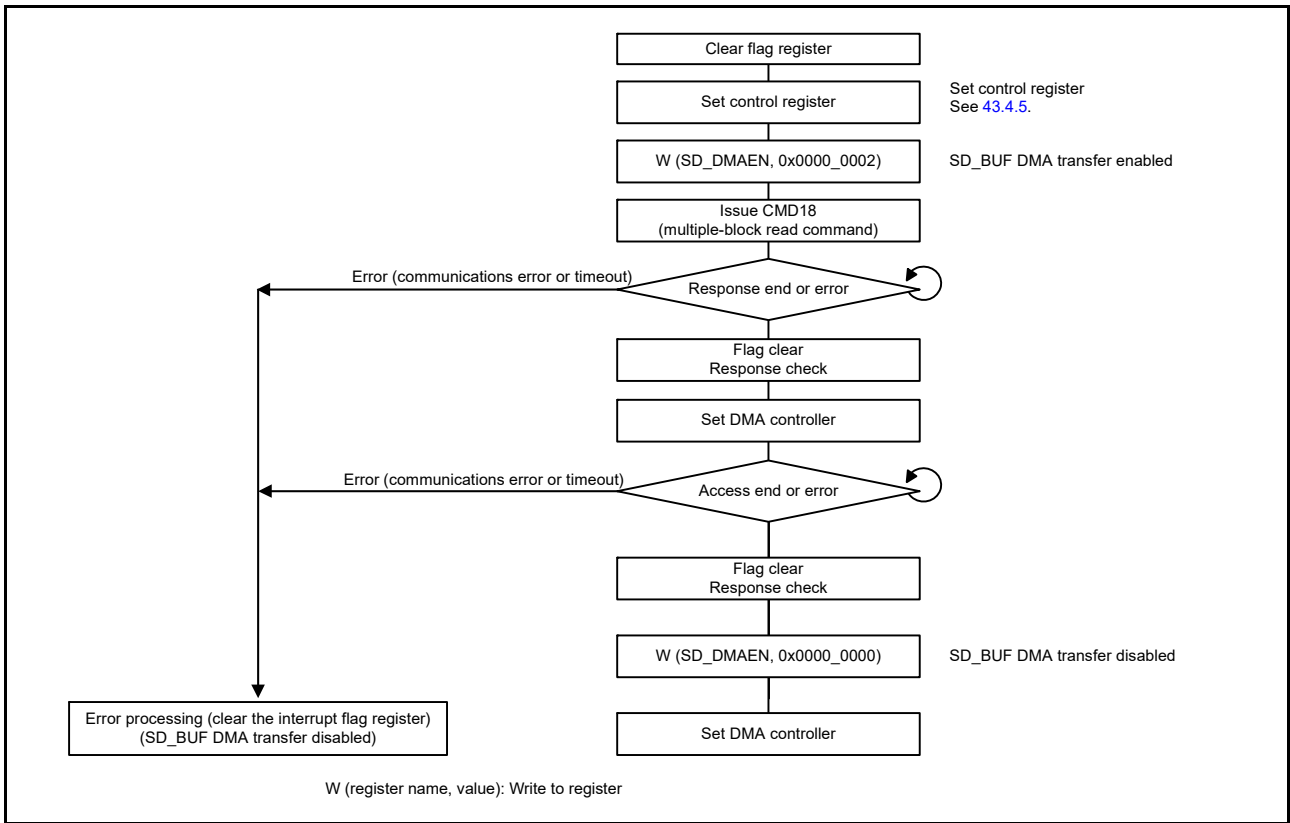 Clear flag register
Set control register
Set control register
See 43.4.5.
W (SD_DMAEN, 0x0000_0002)
SD_BUF DMA transfer enabled
Issue CMD18
(multiple-block read command)
Error (communications error or timeout)
Response end or error
Flag clear
Response check
Set DMA controller
Error (communications error or timeout)
Access end or error
Flag clear
Response check
W (SD_DMAEN, 0x0000_0000)
SD_BUF DMA transfer disabled
Error processing (clear the interrupt flag register)
(SD_BUF DMA transfer disabled)
Set DMA controller
W (register name, value): Write to register